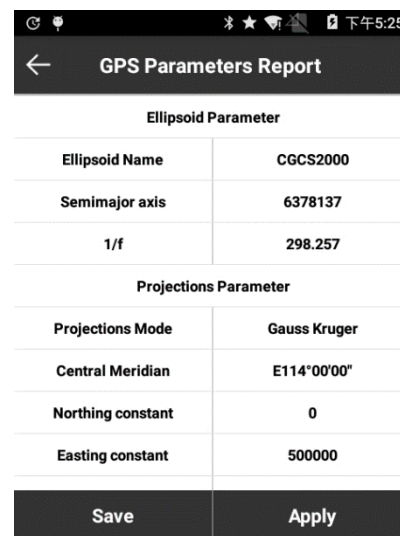 下午5:25
GPS Parameters Report
Ellipsoid Parameter
Ellipsoid Name CGCS2000
Semimajor axis 6378137
1/f 298.257
Projections Parameter
Projections Mode Gauss Kruger
Central Meridian E114°00'00"
Northing constant 0
Easting constant 500000
Save Apply